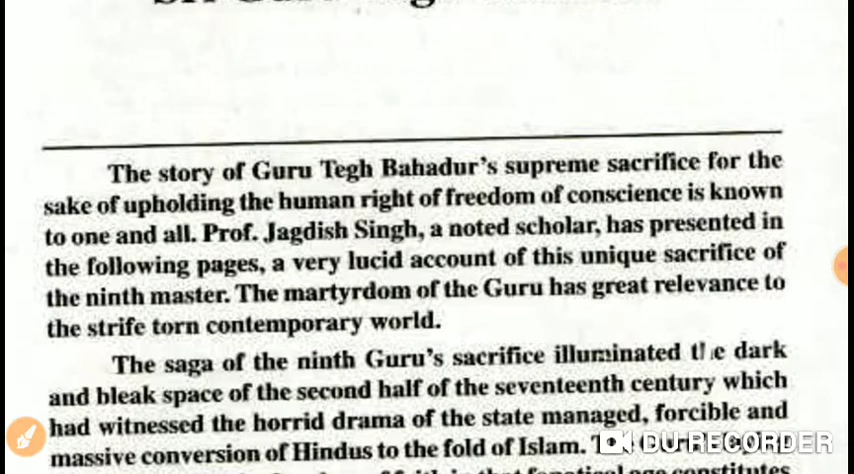 The story of Guru Tegh Bahadur's supreme sacrifice for the
sake of upholding the human right of freedom of conscience is known
to one and all. Prof. Jagdish Singh, a noted scholar, has presented in
the following pages, a very lucid account of this unique sacrifice of
the ninth master. The martyrdom of the Guru has great relevance to
the strife torn contemporary world.
The saga of the ninth Guru's sacrifice illuminated the dark
and bleak space of the second half of the seventeenth century which
had witnessed the horrid drama of the state managed, forcible and
massive conversion of Hindus to the fold of Islam.
DU RECORDER
constitutes